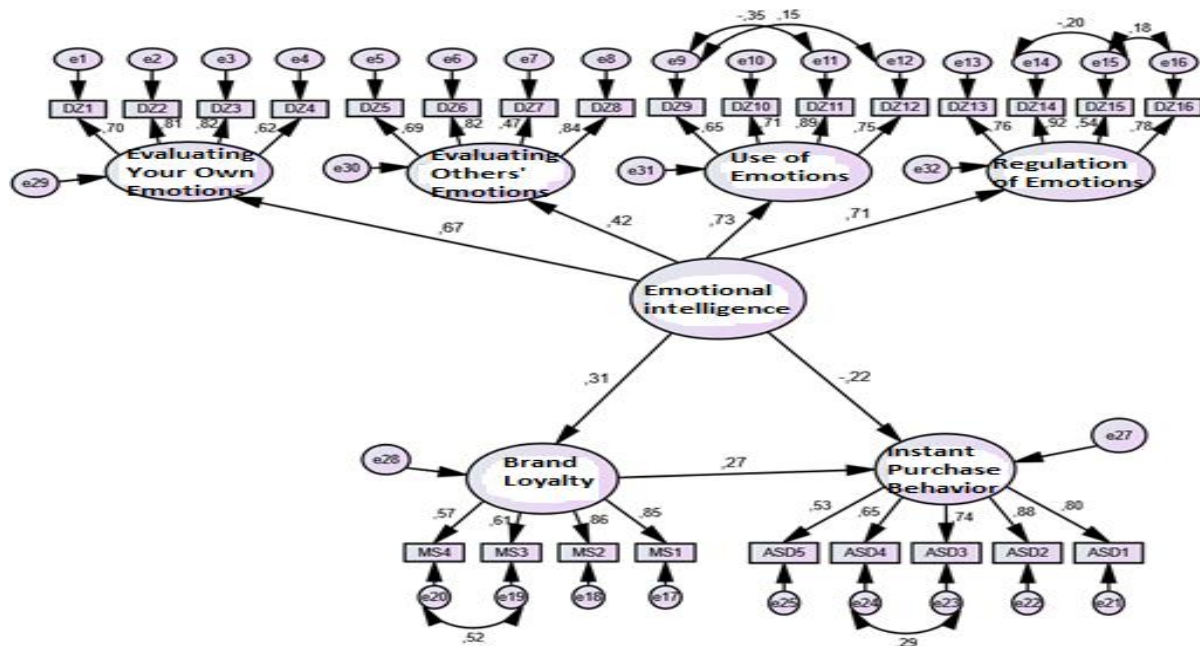 -,35 ,15 -,20 ,18
e1 e2 e3 e4 e5 e6 e7 e8 e9 e10 e11 e12 e13 e14 e15 e16
DZ1 DZ2 DZ3 DZ4 DZ5 DZ6 DZ7 DZ8 DZ9 DZ10 DZ11 DZ12 DZ13 DZ14 DZ15 DZ16
,70 ,81 ,82 ,62 ,69 ,82 ,47 ,84 ,65 ,71 ,89 ,75 ,76 ,92 ,54 ,78
e29
Evaluating
Your Own
Emotions
e30
Evaluating
Others'
Emotions
e31
Use of
Emotions
e32
Regulation
of Emotions
,67 ,42 ,73 ,71
Emotional
intelligence
,31 -,22
e28
Brand
Loyalty
,27
Instant
Purchase
Behavior
e27
,57 ,61 ,86 ,85 ,53 ,65 ,74 ,88 ,80
MS4 MS3 MS2 MS1 ASD5 ASD4 ASD3 ASD2 ASD1
e20 e19 e18 e17 e25 e24 e23 e22 e21
,52 29